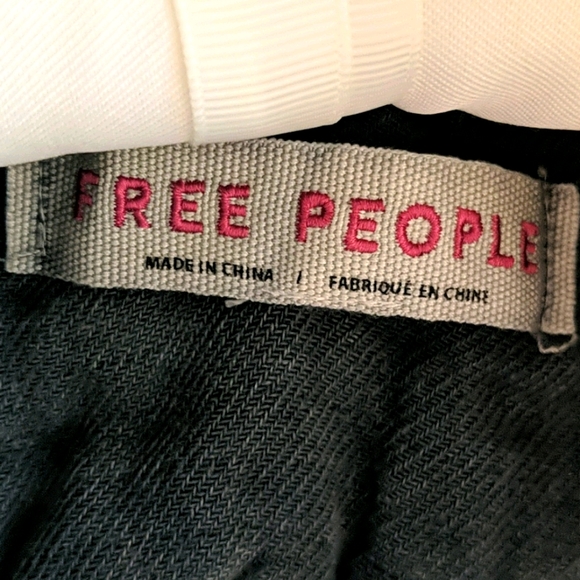 FREE PEOPLE
MADE IN CHINA / FABRIQUÉ EN CHINE